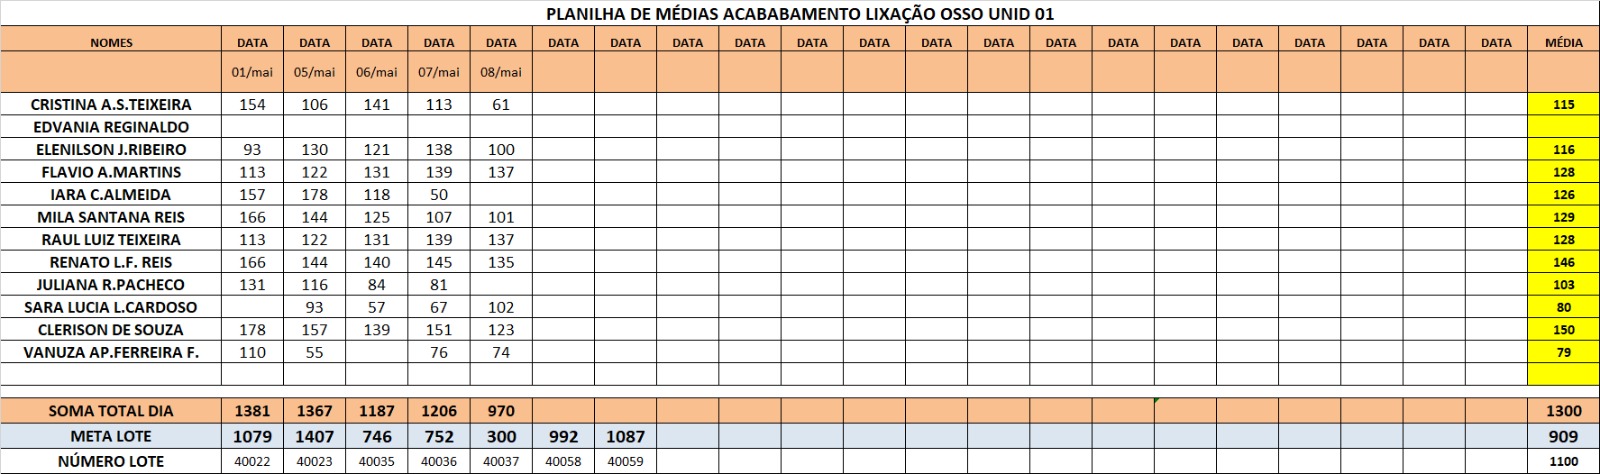 PLANILHA DE MÉDIAS ACABABAMENTO LIXAÇÃO OSSO UNID 01
NOMES DATA DATA DATA DATA DATA DATA DATA DATA DATA DATA DATA DATA DATA DATA DATA DATA DATA DATA DATA DATA DATA MÉDIA
01/mai 05/mai 06/mai 07/mai 08/mai
CRISTINA A.S.TEIXEIRA 154 106 141 113 61 115
EDVANIA REGINALDO
ELENILSON J.RIBEIRO 93 130 121 138 100 116
FLAVIO A.MARTINS 113 122 131 139 137 128
IARA C.ALMEIDA 157 178 118 50 126
MILA SANTANA REIS 166 144 125 107 101 129
RAUL LUIZ TEIXEIRA 113 122 131 139 137 128
RENATO L.F. REIS 166 144 140 145 135 146
JULIANA R.PACHECO 131 116 84 81 103
SARA LUCIA L.CARDOSO 93 57 67 102 80
CLERISON DE SOUZA 178 157 139 151 123 150
VANUZA AP.FERREIRA F. 110 55 76 74 79
SOMA TOTAL DIA 1381 1367 1187 1206 970 1300
META LOTE 1079 1407 746 752 300 992 1087 909
NÚMERO LOTE 40022 40023 40035 40036 40037 40058 40059 1100